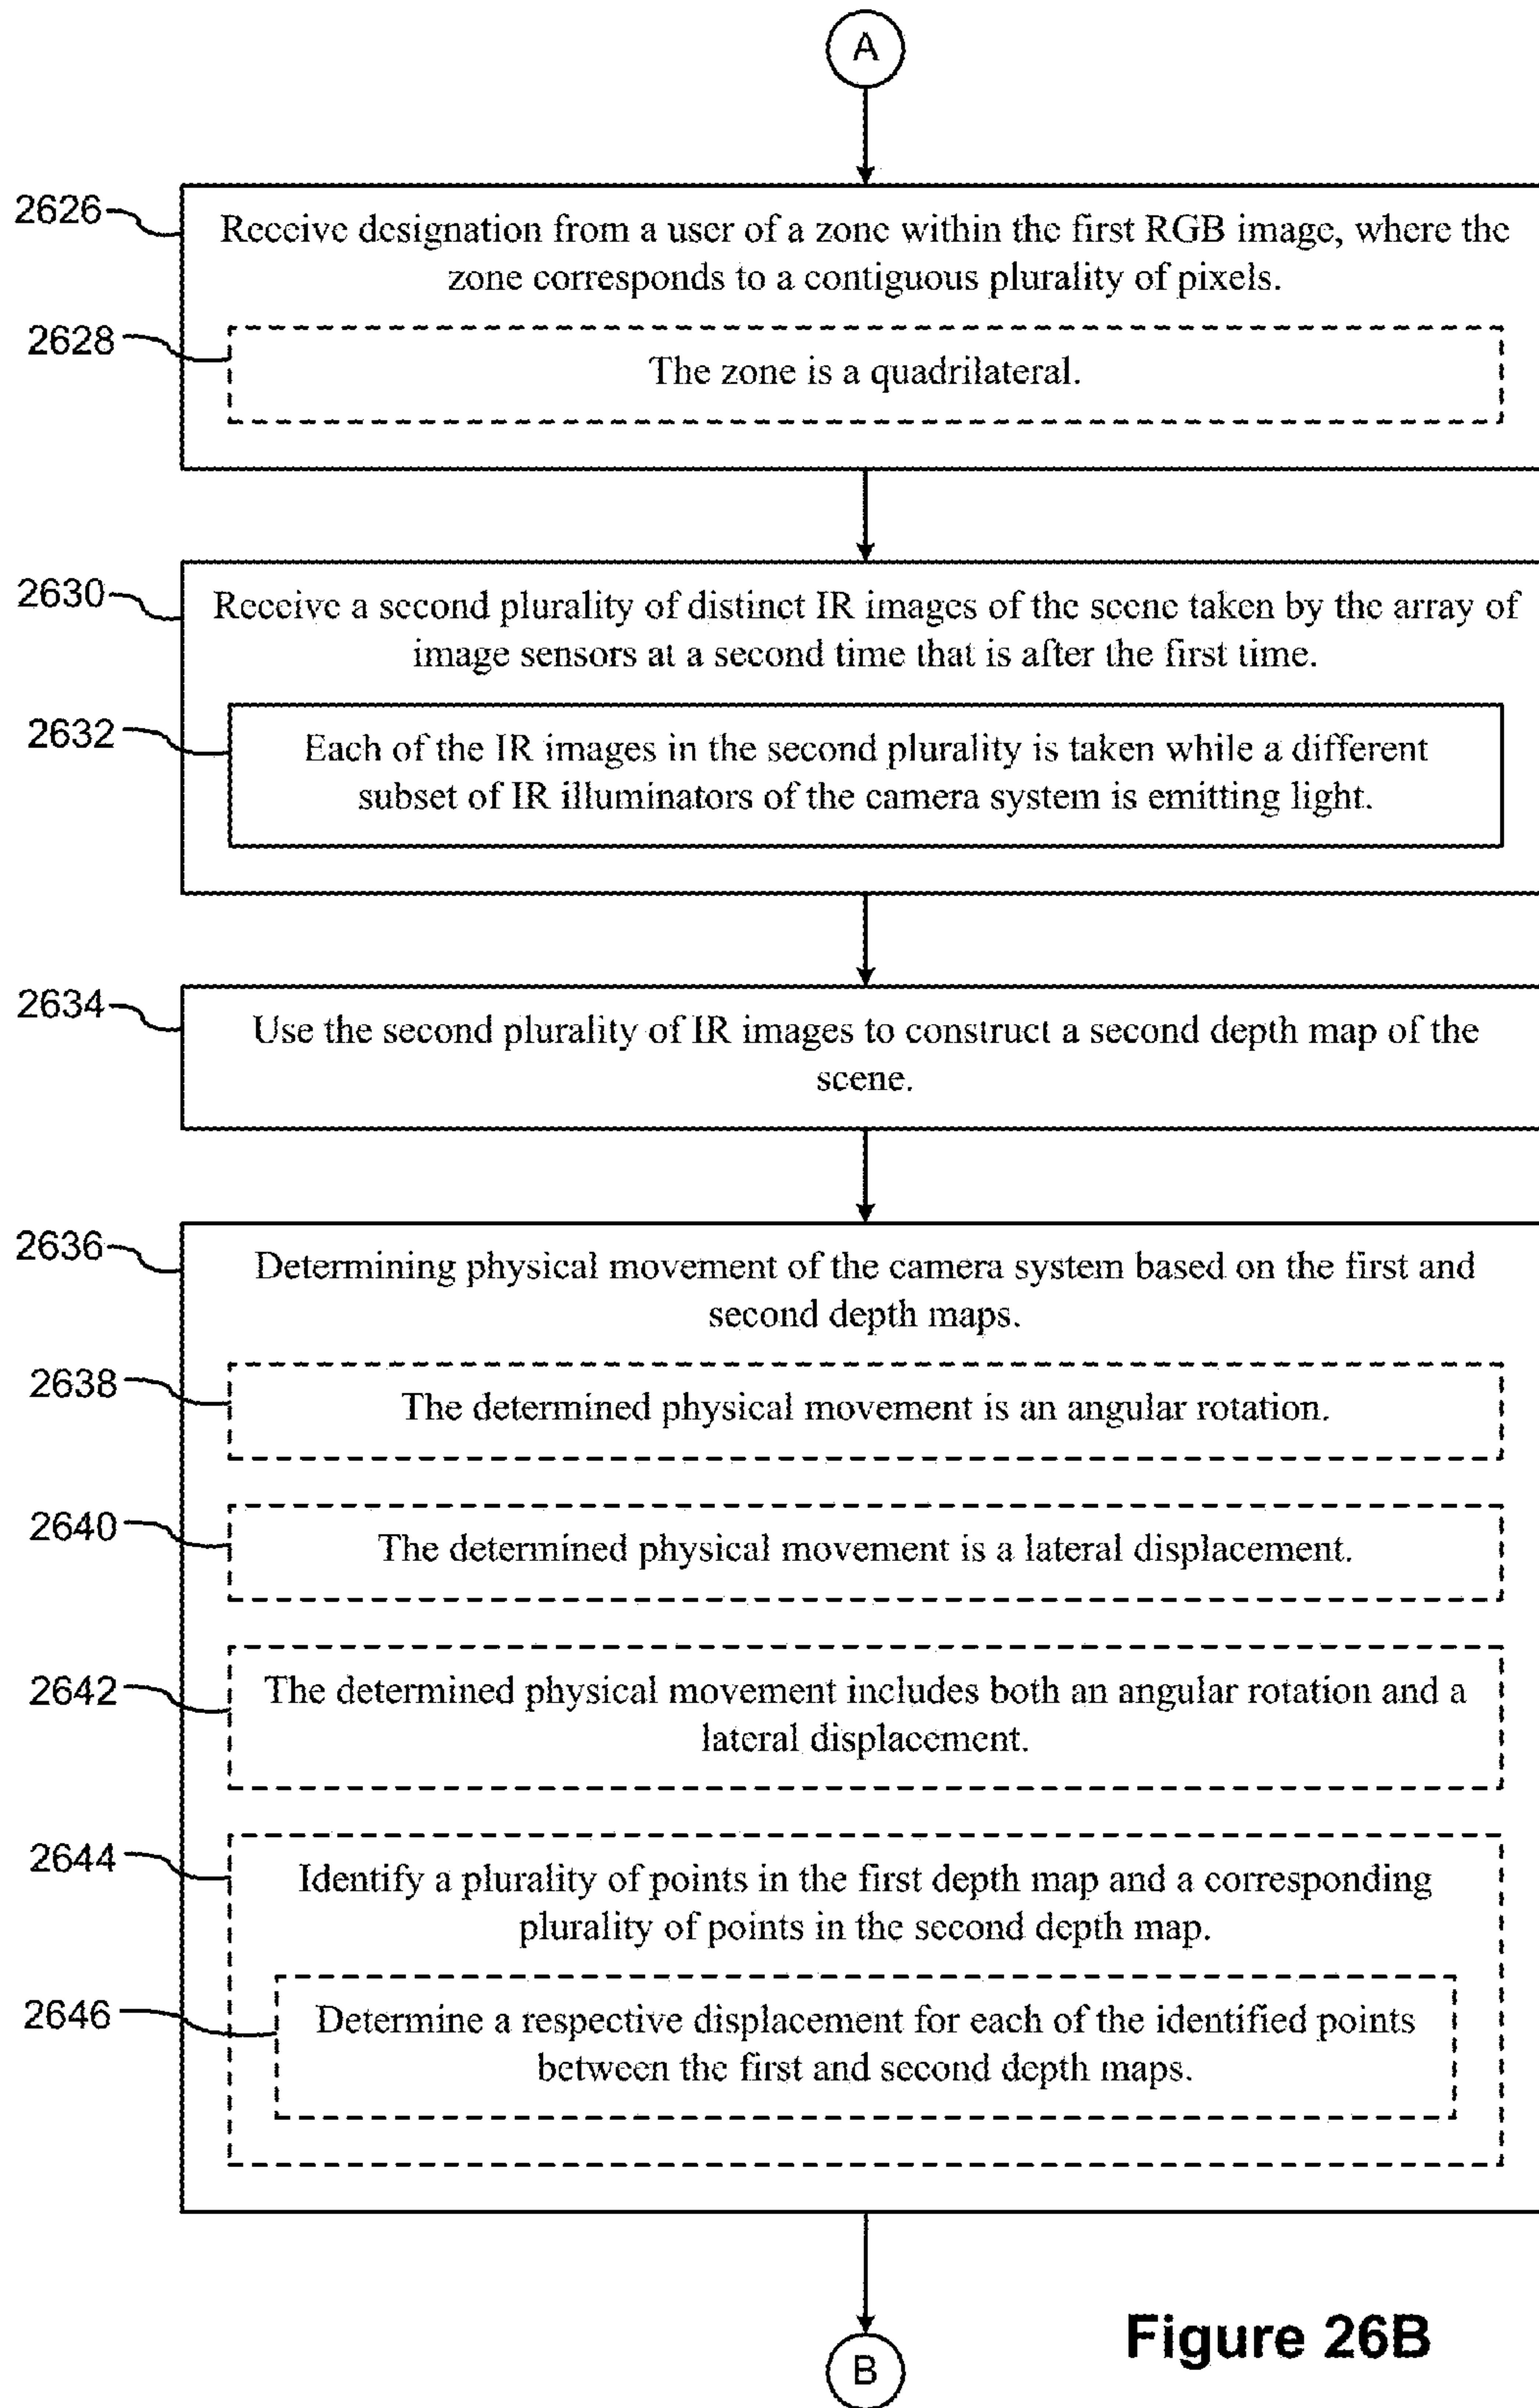 A
2626
Receive designation from a user of a zone within the first RGB image, where the
zone corresponds to a contiguous plurality of pixels.
2628
The zone is a quadrilateral.
2630
Receive a second plurality of distinct IR images of the scene taken by the array of
image sensors at a second time that is after the first time.
2632
Each of the IR images in the second plurality is taken while a different
subset of IR illuminators of the camera system is emitting light.
2634
Use the second plurality of IR images to construct a second depth map of the
scene.
2636
Determining physical movement of the camera system based on the first and
second depth maps.
2638
The determined physical movement is an angular rotation.
2640
The determined physical movement is a lateral displacement.
2642
The determined physical movement includes both an angular rotation and a
lateral displacement.
2644
Identify a plurality of points in the first depth map and a corresponding
plurality of points in the second depth map.
2646
Determine a respective displacement for each of the identified points
between the first and second depth maps.
B
Figure 26B